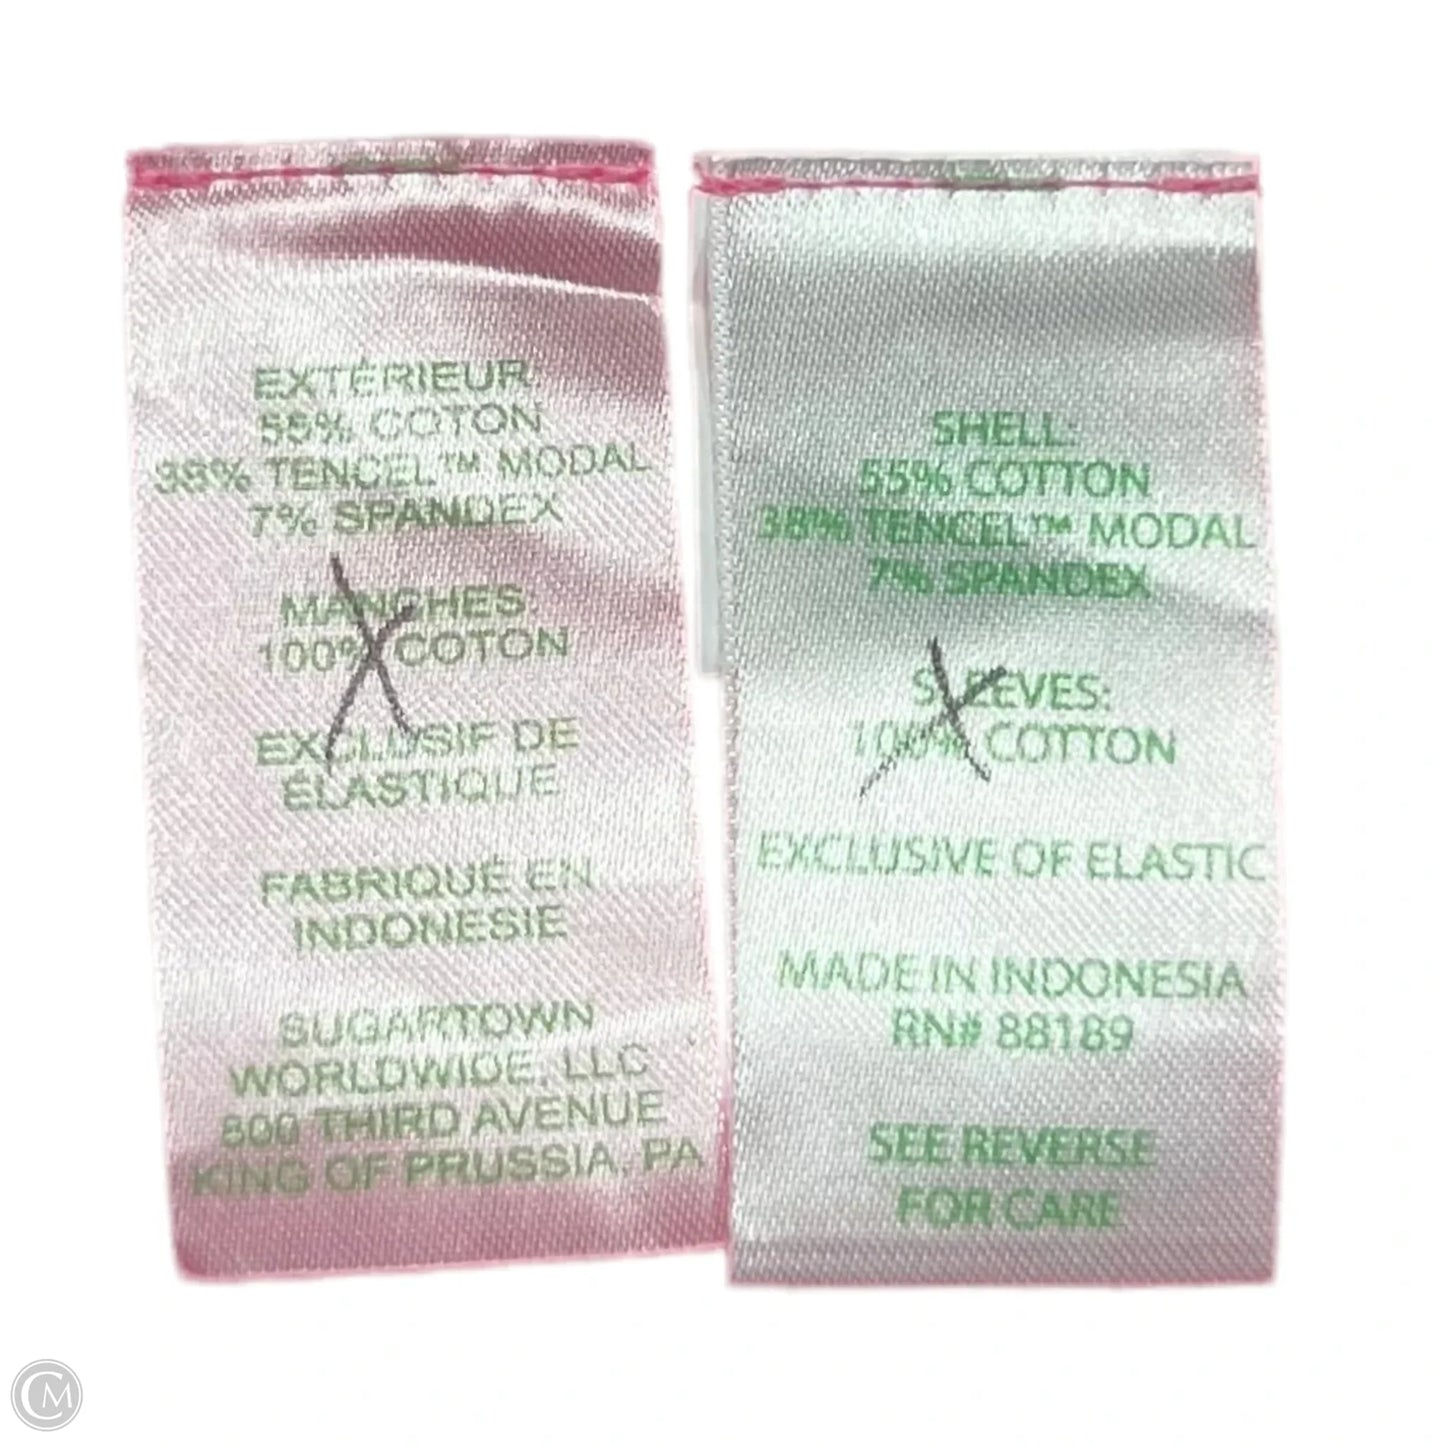 EXTÉRIEUR:
55% COTON
38% TENCEL™ MODAL
7% SPANDEX
MANCHES:
100% COTON
EXCLUSIF DE
ÉLASTIQUE
FABRIQUÉ EN
INDONESIE
SUGARTOWN
WORLDWIDE, LLC
800 THIRD AVENUE
KING OF PRUSSIA, PA
SHELL:
55% COTTON
38% TENCEL™ MODAL
7% SPANDEX
SLEEVES:
100% COTTON
EXCLUSIVE OF ELASTIC
MADE IN INDONESIA
RN# 88189
SEE REVERSE
FOR CARE
CM